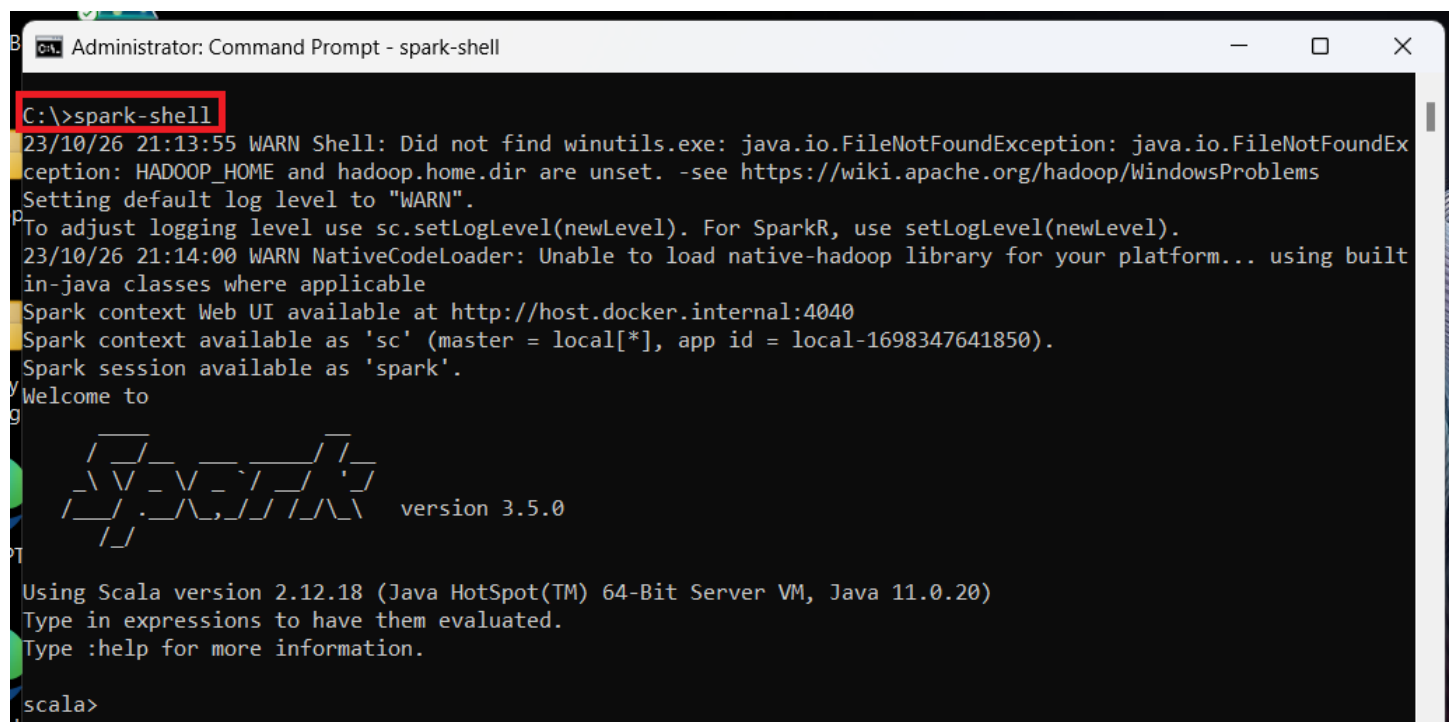 Administrator: Command Prompt - spark-shell
C:\>spark-shell
23/10/26 21:13:55 WARN Shell: Did not find winutils.exe: java.io.FileNotFoundException: java.io.FileNotFoundEx
ception: HADOOP_HOME and hadoop.home.dir are unset. -see https://wiki.apache.org/hadoop/WindowsProblems
Setting default log level to "WARN".
To adjust logging level use sc.setLogLevel(newLevel). For SparkR, use setLogLevel(newLevel).
23/10/26 21:14:00 WARN NativeCodeLoader: Unable to load native-hadoop library for your platform... using built
in-java classes where applicable
Spark context Web UI available at http://host.docker.internal:4040
Spark context available as 'sc' (master = local[*], app id = local-1698347641850).
Spark session available as 'spark'.
Welcome to
Spark version 3.5.0
Using Scala version 2.12.18 (Java HotSpot(TM) 64-Bit Server VM, Java 11.0.20)
Type in expressions to have them evaluated.
Type :help for more information.
scala>